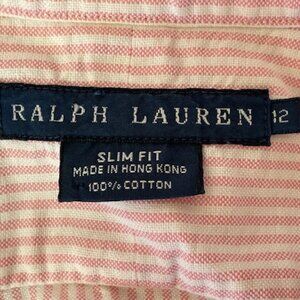 RALPH LAUREN 12
SLIM FIT
MADE IN HONG KONG
100% COTTON